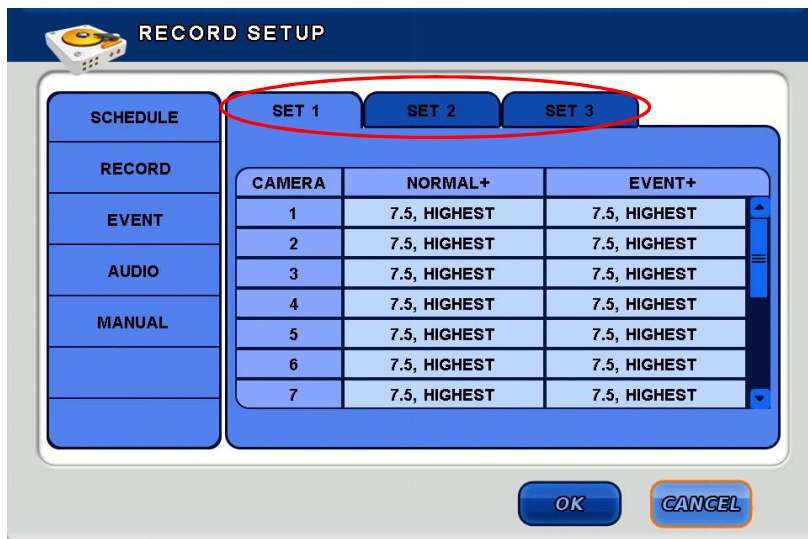 RECORD SETUP
SCHEDULE
RECORD
EVENT
AUDIO
MANUAL
SET 1 SET 2 SET 3
CAMERA NORMAL+ EVENT+
1 7.5, HIGHEST 7.5, HIGHEST
2 7.5, HIGHEST 7.5, HIGHEST
3 7.5, HIGHEST 7.5, HIGHEST
4 7.5, HIGHEST 7.5, HIGHEST
5 7.5, HIGHEST 7.5, HIGHEST
6 7.5, HIGHEST 7.5, HIGHEST
7 7.5, HIGHEST 7.5, HIGHEST
OK CANCEL